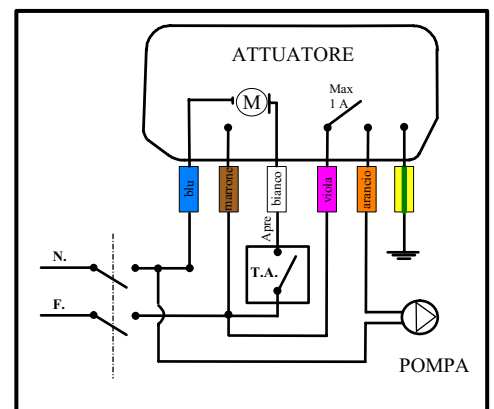 ATTUATORE
M
Max
1 A
blu
marrone
bianco
viola
arancio
Apre
N.
T.A.
F.
POMPA